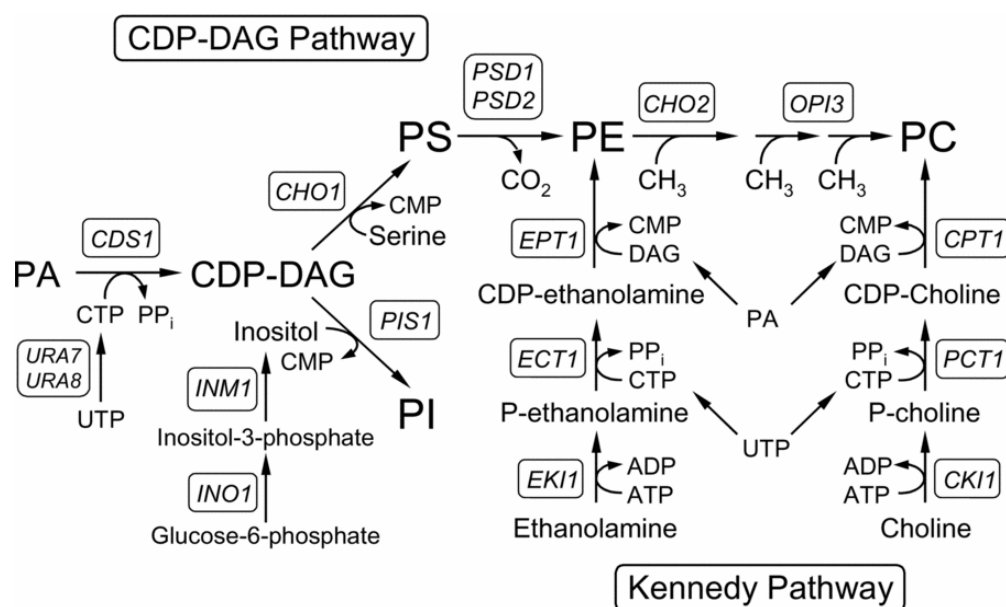 CDP-DAG Pathway
PSD1
PSD2
CHO2
OPI3
PS
PE
PC
CO2
CH3
CH3
CH3
CHO1
CMP
Serine
CDS1
EPT1
CMP
DAG
CMP
DAG
CPT1
PA
CDP-DAG
CDP-ethanolamine
CDP-Choline
CTP
PPi
Inositol
PIS1
PA
CMP
URA7
URA8
ECT1
PPi
CTP
PPi
CTP
PCT1
INM1
UTP
PI
P-ethanolamine
P-choline
Inositol-3-phosphate
UTP
EKI1
ADP
ATP
ADP
ATP
CKI1
INO1
Glucose-6-phosphate
Ethanolamine
Choline
Kennedy Pathway